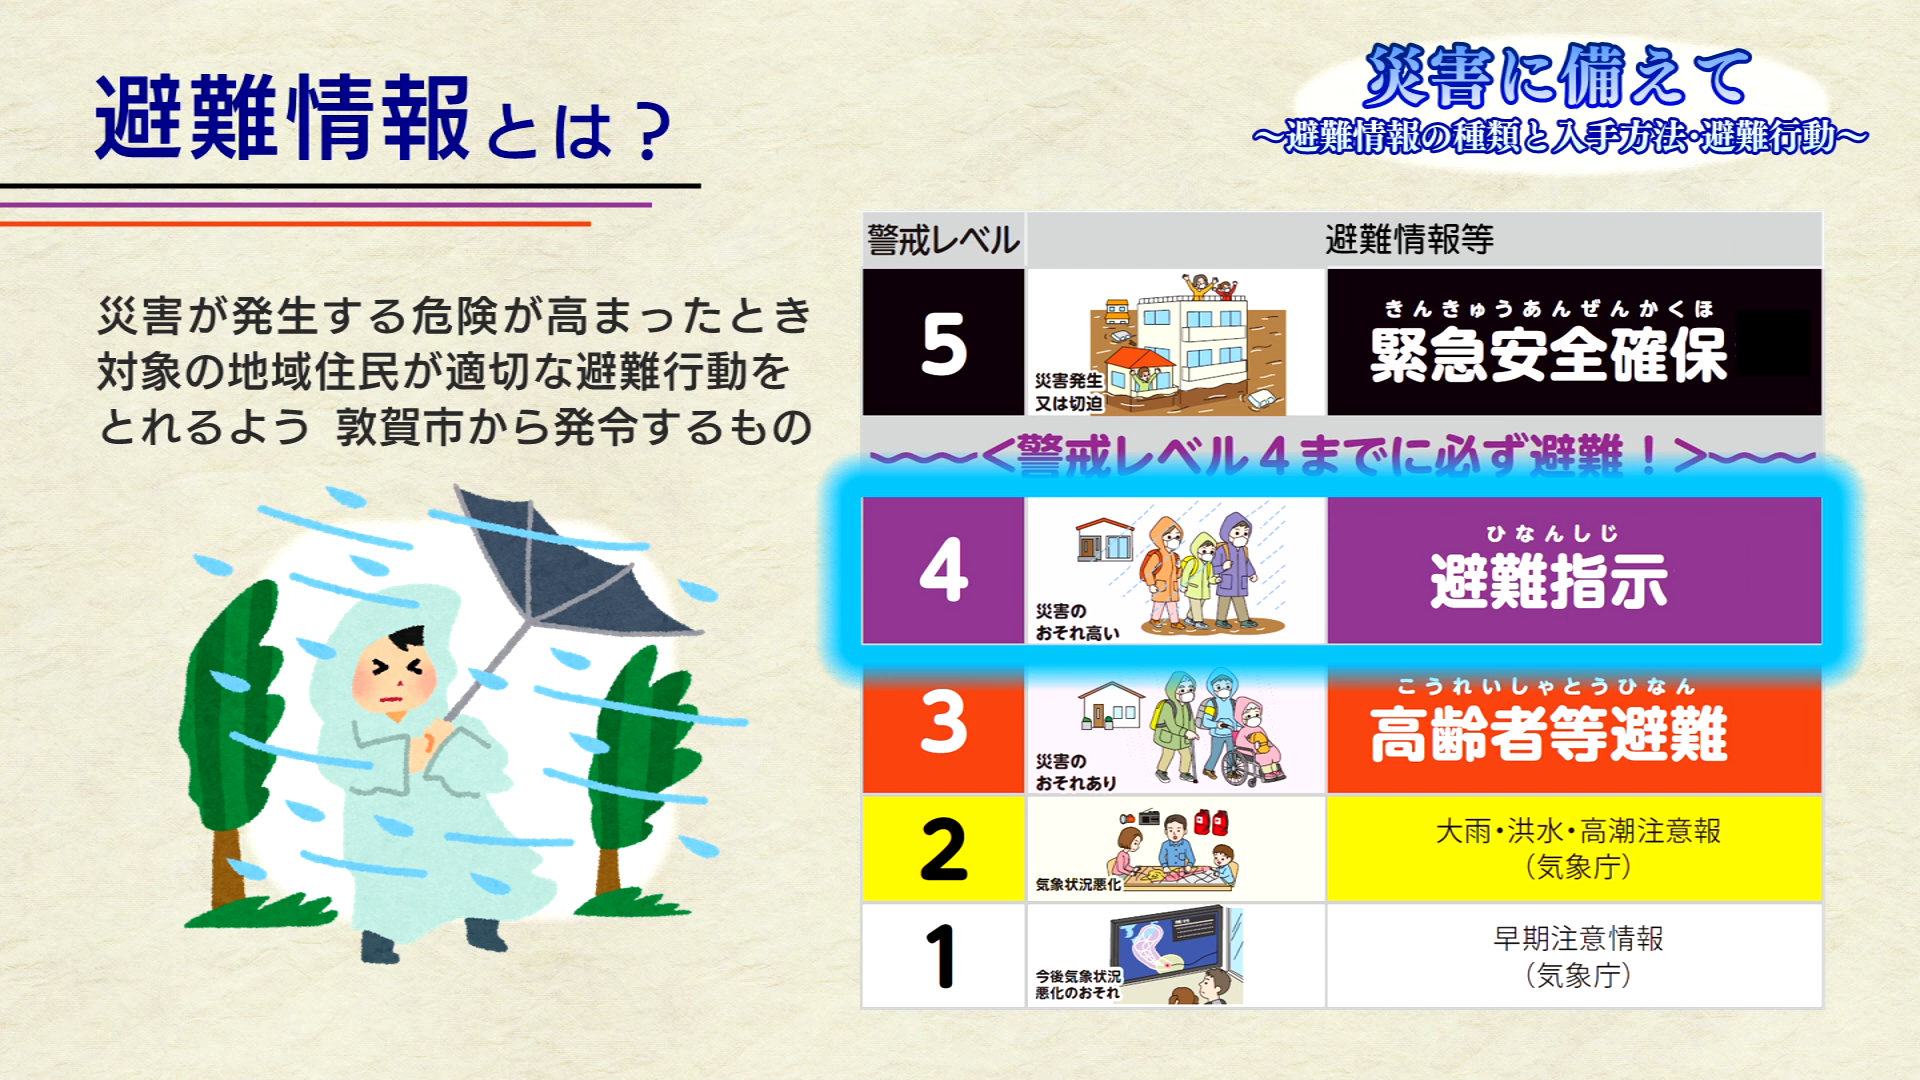 避難情報とは？
災害に備えて
～避難情報の種類と入手方法・避難行動～
災害が発生する危険が高まったとき
対象の地域住民が適切な避難行動を
とれるよう 敦賀市から発令するもの
警戒レベル
避難情報等
5
災害発生
又は切迫
きんきゅうあんぜんかくほ
緊急安全確保
～～～＜警戒レベル４までに必ず避難！＞～～～
4
災害の
おそれ高い
ひなんしじ
避難指示
3
災害の
おそれあり
こうれいしゃとうひなん
高齢者等避難
2
気象状況悪化
大雨・洪水・高潮注意報
（気象庁）
1
今後気象状況
悪化のおそれ
早期注意情報
（気象庁）